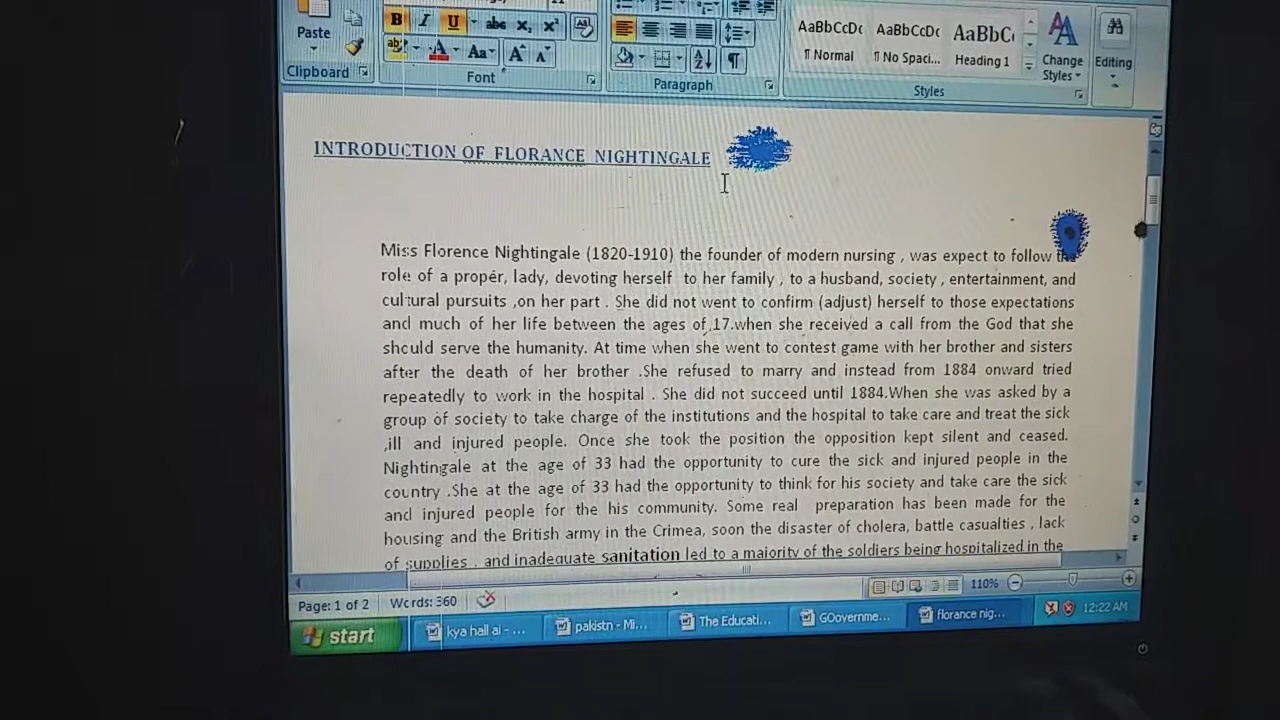 Paste
Clipboard
B I U abc x₂ x²
Aa A A
Font
Paragraph
AaBbCcDc AaBbCcDc AaBbC
¶ Normal ¶ No Spaci... Heading 1
Change
Styles
Styles
Editing
INTRODUCTION OF FLORANCE NIGHTINGALE
Miss Florence Nightingale (1820-1910) the founder of modern nursing , was expect to follow the
role of a proper, lady, devoting herself to her family , to a husband, society , entertainment, and
cultural pursuits ,on her part . She did not went to confirm (adjust) herself to those expectations
and much of her life between the ages of 17.when she received a call from the God that she
should serve the humanity. At time when she went to contest game with her brother and sisters
after the death of her brother .She refused to marry and instead from 1884 onward tried
repeatedly to work in the hospital . She did not succeed until 1884.When she was asked by a
group of society to take charge of the institutions and the hospital to take care and treat the sick
,ill and injured people. Once she took the position the opposition kept silent and ceased.
Nightingale at the age of 33 had the opportunity to cure the sick and injured people in the
country .She at the age of 33 had the opportunity to think for his society and take care the sick
and injured people for the his community. Some real preparation has been made for the
housing and the British army in the Crimea, soon the disaster of cholera, battle casualties , lack
of supplies , and inadequate sanitation led to a majority of the soldiers being hospitalized in the
Page: 1 of 2 Words: 360 110%
start kya hall ai - ... pakistn - Mi... The Educati... GOovernme... florance nig... 12:22 AM